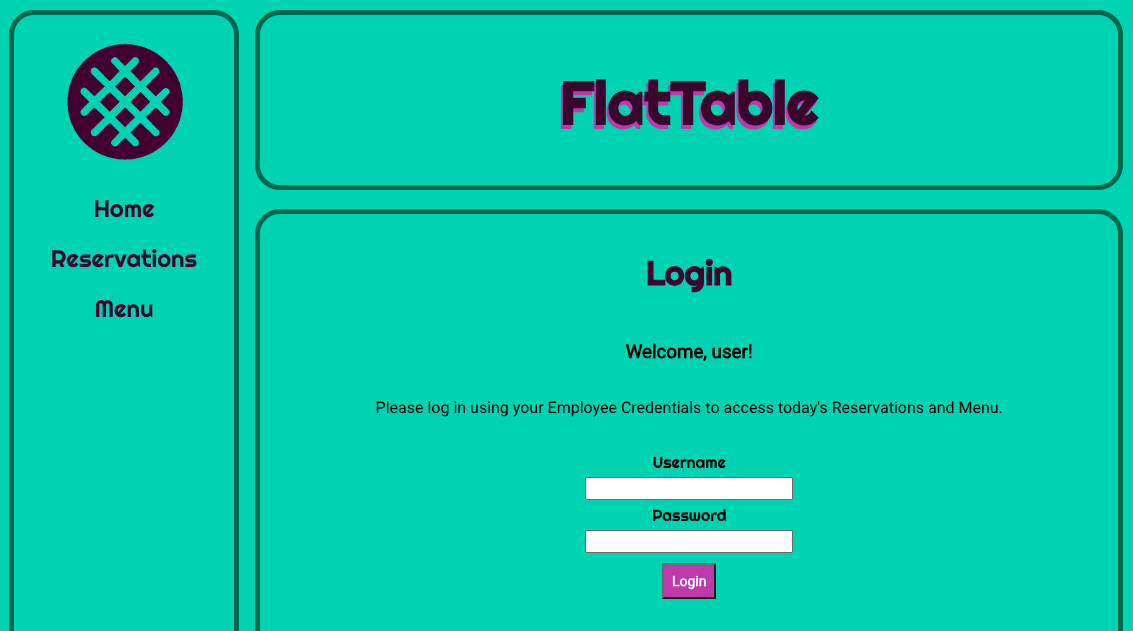 Home
Reservations
Menu
FlatTable
Login
Welcome, user!
Please log in using your Employee Credentials to access today's Reservations and Menu.
Username
Password
Login